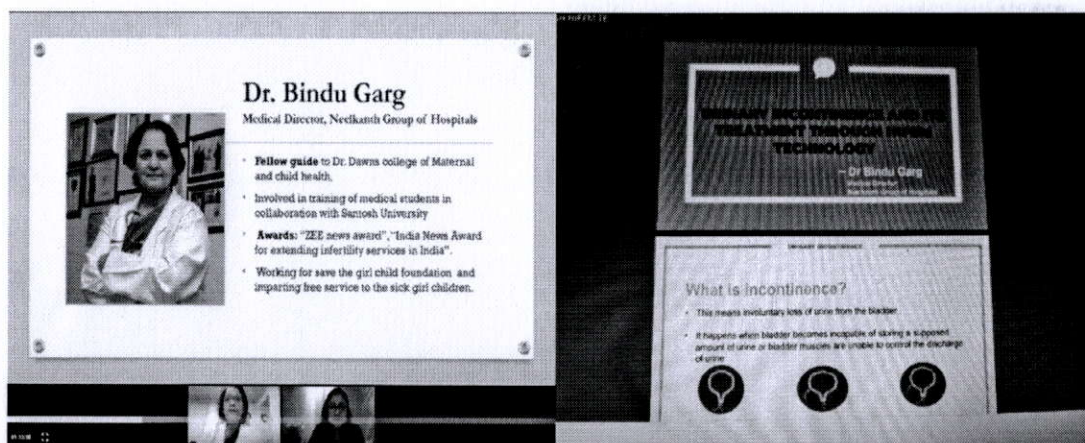 Dr. Bindu Garg
Medical Director, Neelkanth Group of Hospitals
• Fellow guide to Dr. Dawns college of Maternal
and child health,
• Involved in training of medical students in
collaboration with Santosh University
• Awards: "ZEE news award", "India News Award
for extending infertility services in India".
• Working for save the girl child foundation and
imparting free service to the sick girl children.
TREATMENT THROUGH
TECHNOLOGY
– Dr Bindu Garg
What is Incontinence?
• This means involuntary loss of urine from the bladder
• It happens when bladder becomes incapable of storing a supposed
amount of urine or bladder muscles are unable to control the discharge
of urine